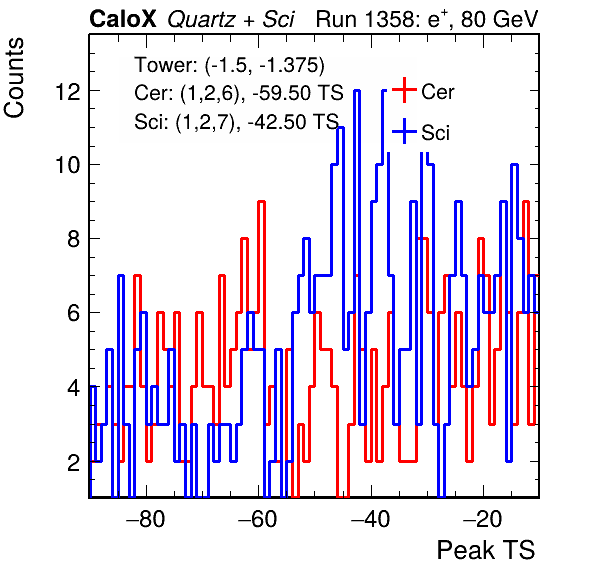 CaloX Quartz + Sci Run 1358: e+, 80 GeV
Counts
Tower: (-1.5, -1.375)
Cer: (1,2,6), -59.50 TS
Sci: (1,2,7), -42.50 TS
Cer
Sci
12
10
8
6
4
2
−80 −60 −40 −20
Peak TS